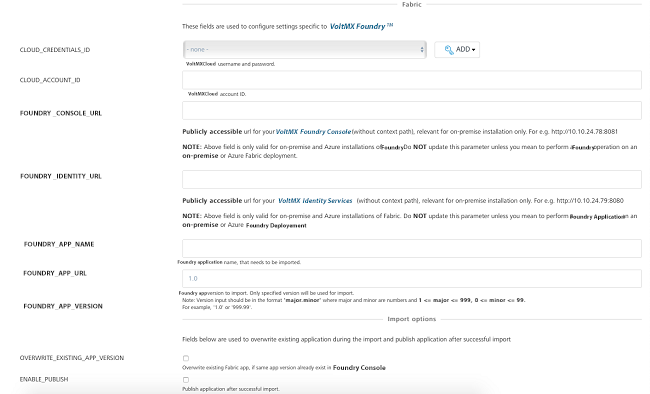 Fabric
These fields are used to configure settings specific to VoltMX Foundry ™
CLOUD_CREDENTIALS_ID
- none -
ADD
VoltMXCloud username and password.
CLOUD_ACCOUNT_ID
VoltMXCloud account ID.
FOUNDRY _CONSOLE_URL
Publicly accessible url for your VoltMX Foundry Console (without context path), relevant for on-premise installation only. For e.g. http://10.10.24.78:8081
NOTE: Above field is only valid for on-premise and Azure installations of Foundry Do NOT update this parameter unless you mean to perform a Foundry operation on an
on-premise or Azure Fabric deployment.
FOUNDRY _IDENTITY_URL
Publicly accessible url for your VoltMX Identity Services (without context path), relevant for on-premise installation only. For e.g. http://10.10.24.79:8080
NOTE: Above field is only valid for on-premise and Azure installations of Fabric. Do NOT update this parameter unless you mean to perform Foundry Application on an
on-premise or Azure Foundry Deployement
FOUNDRY_APP_NAME
Foundry application name, that needs to be imported.
FOUNDRY_APP_URL
1.0
Foundry app version to import. Only specified version will be used for import.
Note: Version input should be in the format 'major.minor' where major and minor are numbers and 1 <= major <= 999, 0 <= minor <= 99.
FOUNDRY_APP_VERSION
For example, '1.0' or '999.99'.
Import options
Fields below are used to overwrite existing application during the import and publish application after successful import
OVERWRITE_EXISTING_APP_VERSION
Overwrite existing Fabric app, if same app version already exist in Foundry Console
ENABLE_PUBLISH
Publish application after successful import.